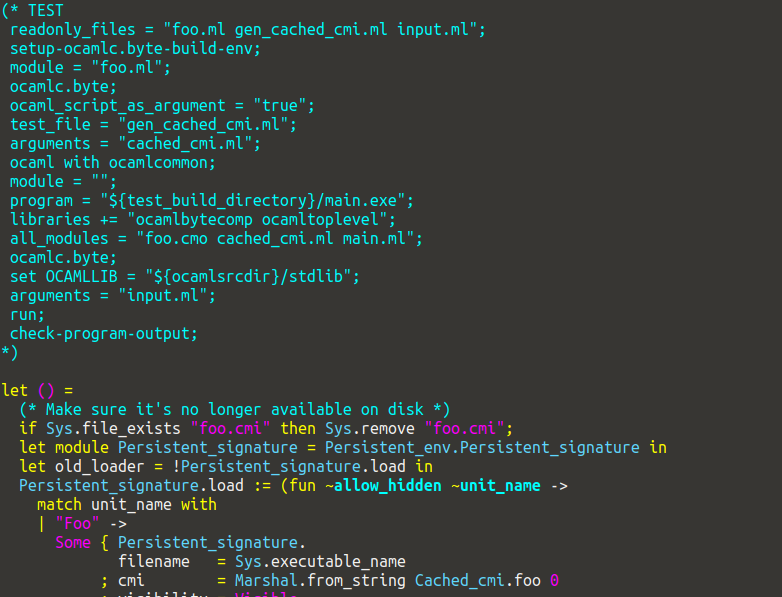 (* TEST
 readonly_files = "foo.ml gen_cached_cmi.ml input.ml";
 setup-ocamlc.byte-build-env;
 module = "foo.ml";
 ocamlc.byte;
 ocaml_script_as_argument = "true";
 test_file = "gen_cached_cmi.ml";
 arguments = "cached_cmi.ml";
 ocaml with ocamlcommon;
 module = "";
 program = "${test_build_directory}/main.exe";
 libraries += "ocamlbytecomp ocamltoplevel";
 all_modules = "foo.cmo cached_cmi.ml main.ml";
 ocamlc.byte;
 set OCAMLLIB = "${ocamlsrcdir}/stdlib";
 arguments = "input.ml";
 run;
 check-program-output;
*)

let () =
  (* Make sure it's no longer available on disk *)
  if Sys.file_exists "foo.cmi" then Sys.remove "foo.cmi";
  let module Persistent_signature = Persistent_env.Persistent_signature in
  let old_loader = !Persistent_signature.load in
  Persistent_signature.load := (fun ~allow_hidden ~unit_name ->
    match unit_name with
    | "Foo" ->
      Some { Persistent_signature.
             filename   = Sys.executable_name
           ; cmi        = Marshal.from_string Cached_cmi.foo 0
           ; visibility = Visible